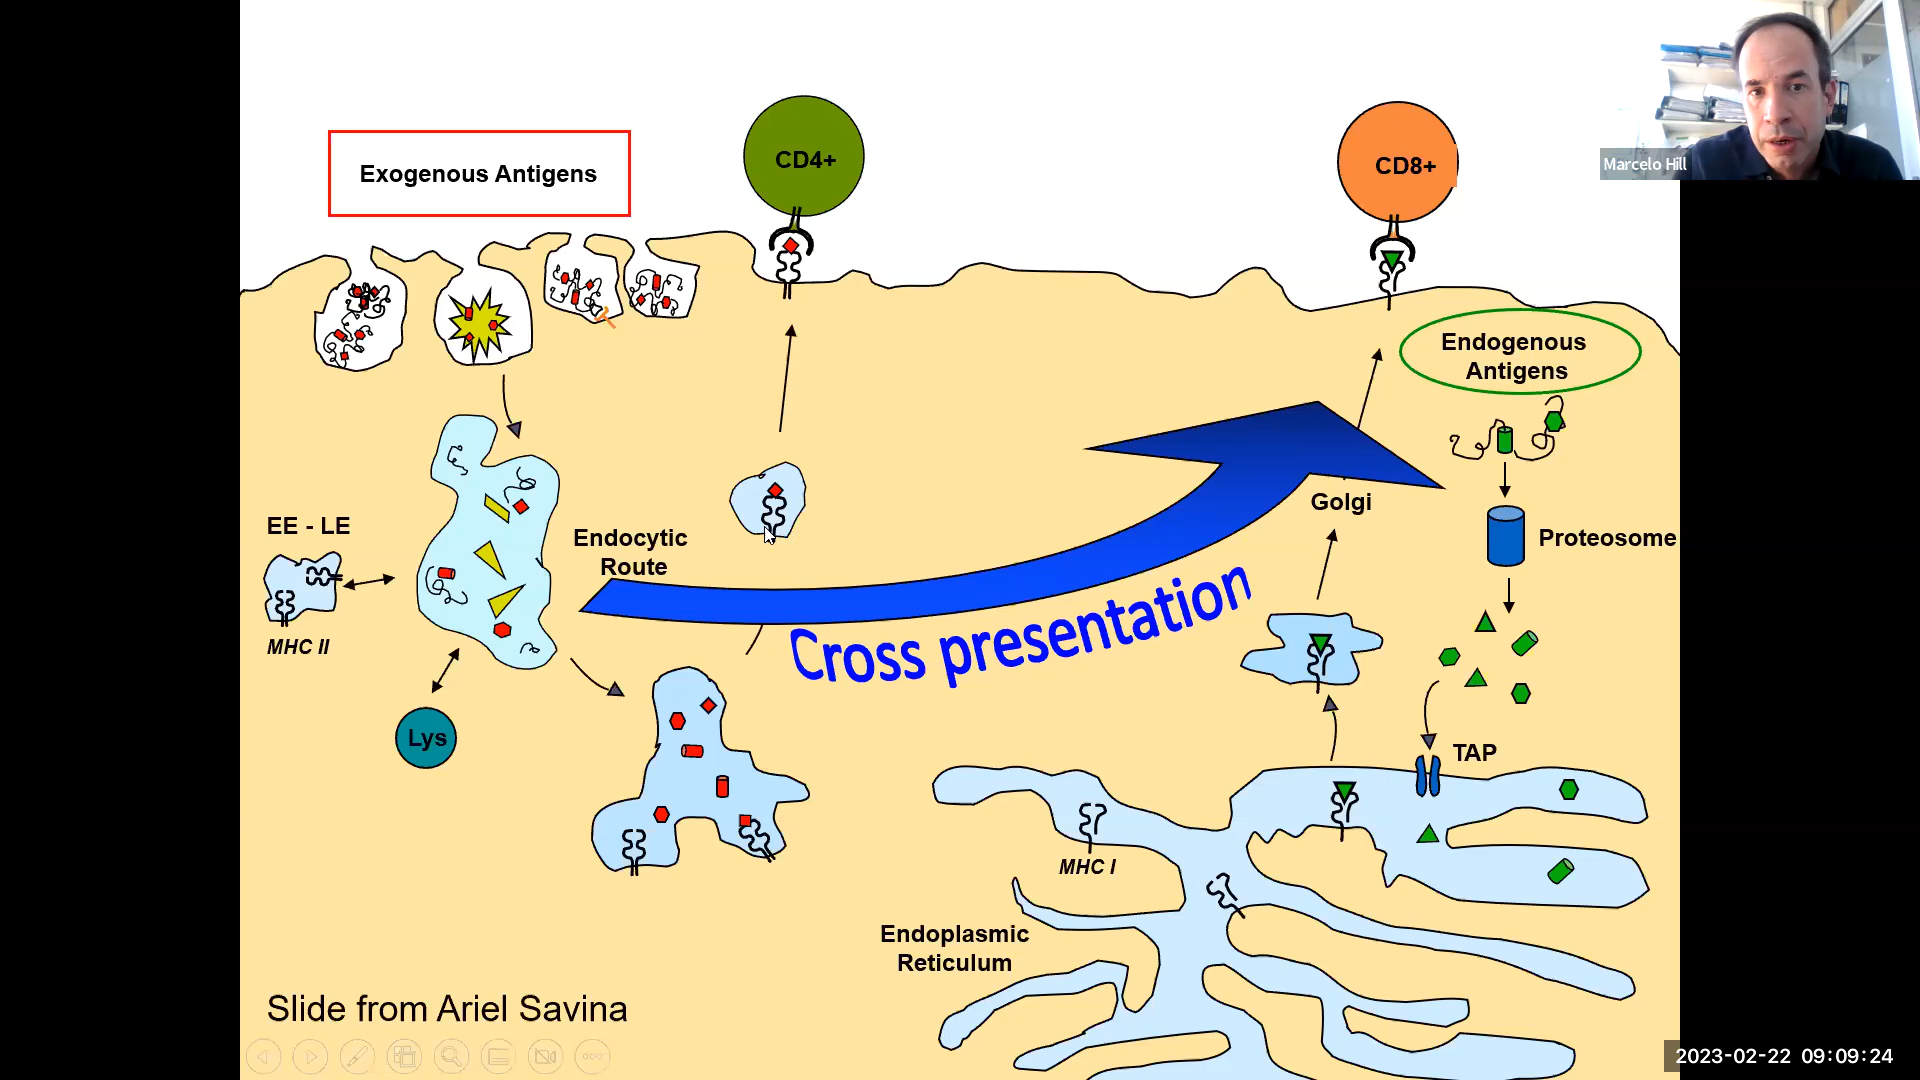 Marcelo Hill
Exogenous Antigens
CD4+
CD8+
Endogenous
Antigens
Golgi
Proteosome
EE - LE
MHC II
Endocytic
Route
Cross presentation
Lys
TAP
MHC I
Endoplasmic
Reticulum
Slide from Ariel Savina
2023-02-22 09:09:24